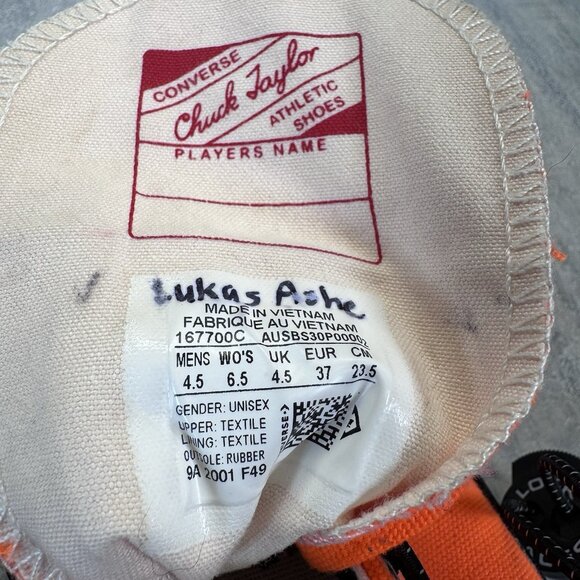 CONVERSE
Chuck Taylor
ATHLETIC
SHOES
PLAYERS NAME
Lukas Ashe
MADE IN VIETNAM
FABRIQUE AU VIETNAM
167700C AUSBS30P00002
MENS WO'S UK EUR CM
4.5 6.5 4.5 37 23.5
GENDER: UNISEX
UPPER: TEXTILE
LINING: TEXTILE
OUTSOLE: RUBBER
9A 2001 F49